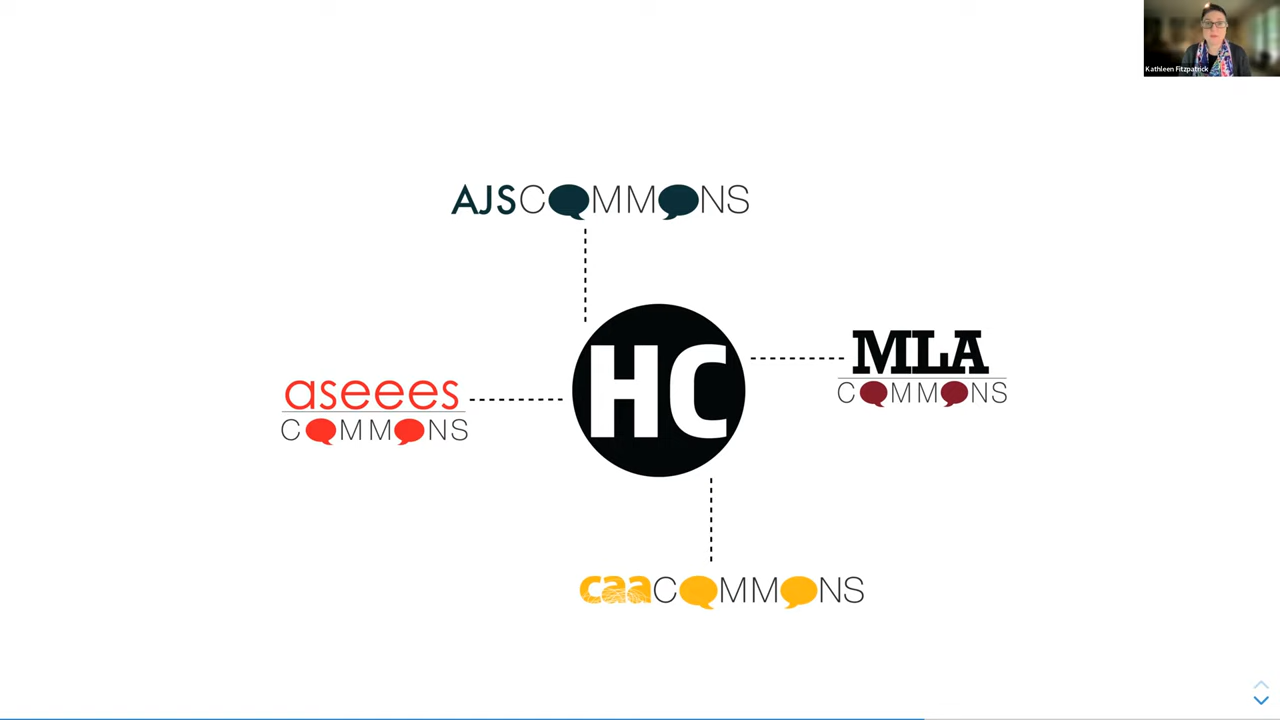 Kathleen Fitzpatrick
AJSCOMMONS
HC
MLA
COMMONS
aseees
COMMONS
caaCOMMONS